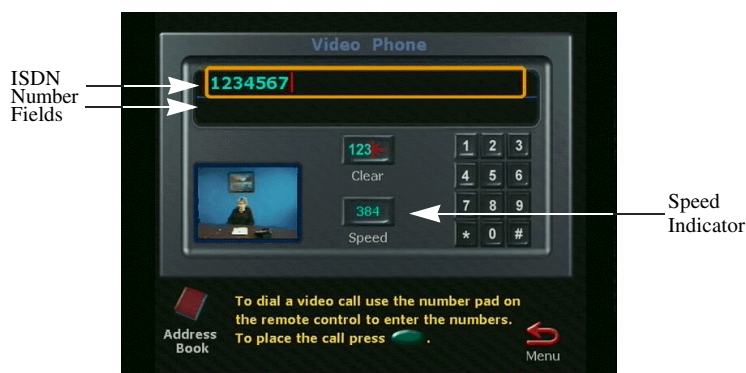 Video Phone
ISDN
Number
Fields
1234567
123
Clear
384
Speed
1 2 3
4 5 6
7 8 9
* 0 #
Speed
Indicator
Address
Book
To dial a video call use the number pad on
the remote control to enter the numbers.
To place the call press .
Menu